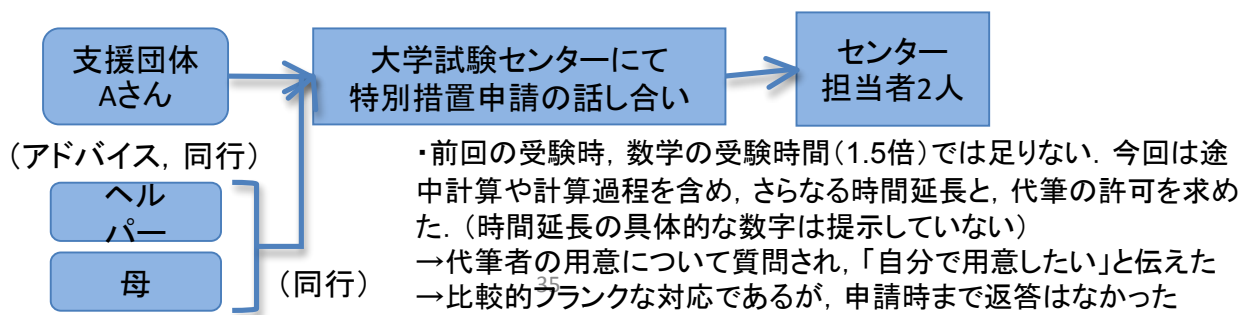 支援団体
Aさん
大学試験センターにて
特別措置申請の話し合い
センター
担当者2人
（アドバイス，同行）
ヘル
パー
母
（同行）
・前回の受験時，数学の受験時間（1.5倍）では足りない．今回は途
中計算や計算過程を含め，さらなる時間延長と，代筆の許可を求め
た．（時間延長の具体的な数字は提示していない）
→代筆者の用意について質問され，「自分で用意したい」と伝えた
→比較的フランクな対応であるが，申請時まで返答はなかった
35